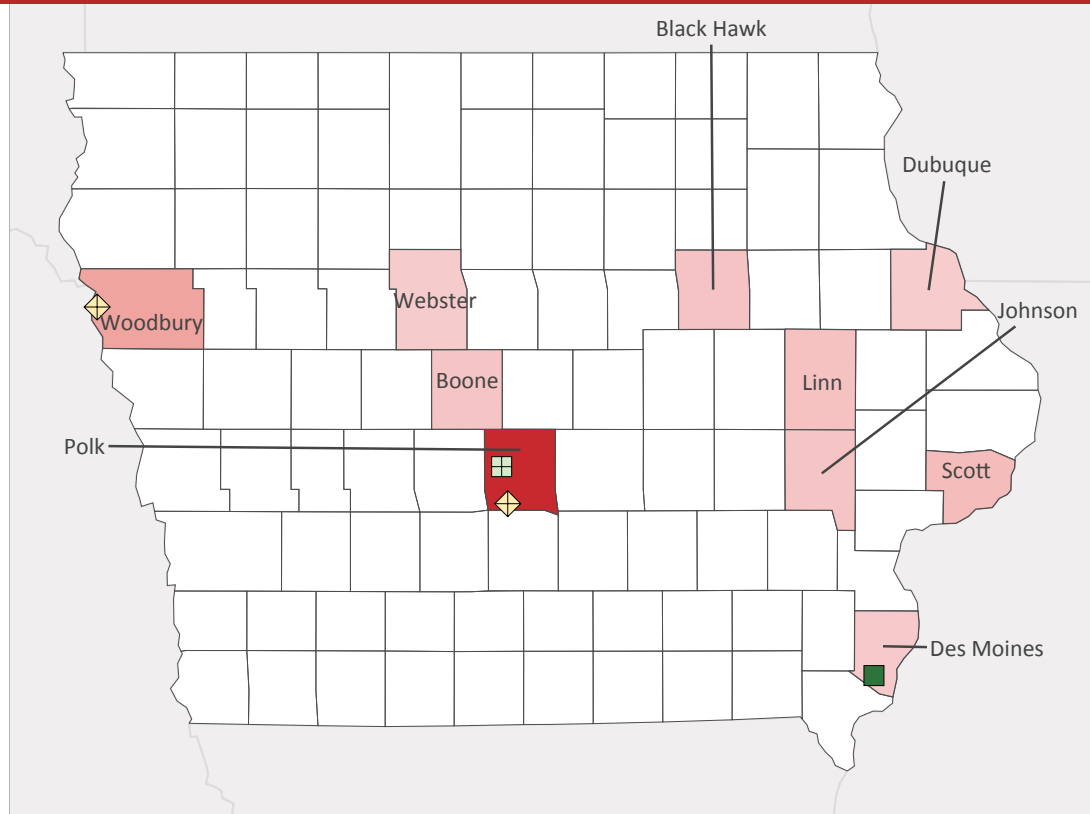 Black Hawk
Dubuque
Johnson
Webster
Woodbury
Boone
Linn
Polk
Scott
Des Moines